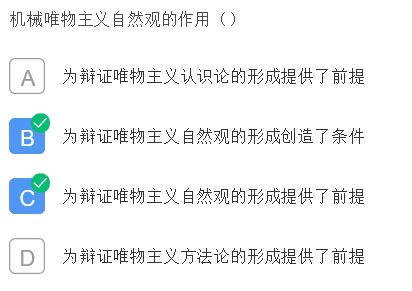 机械唯物主义自然观的作用（）
A 为辩证唯物主义认识论的形成提供了前提
B 为辩证唯物主义自然观的形成创造了条件
C 为辩证唯物主义自然观的形成提供了前提
D 为辩证唯物主义方法论的形成提供了前提